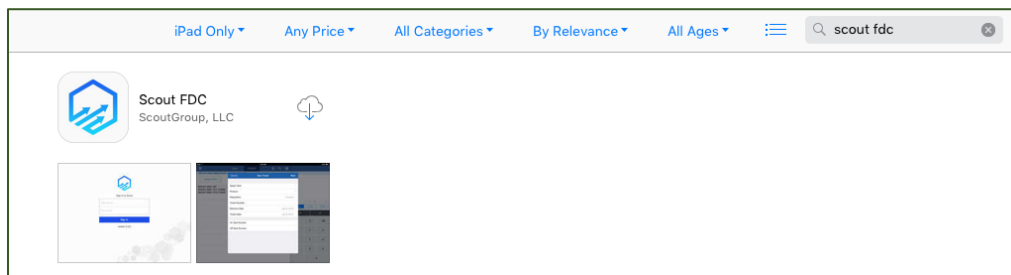 iPad Only Any Price All Categories By Relevance All Ages scout fdc
Scout FDC
ScoutGroup, LLC